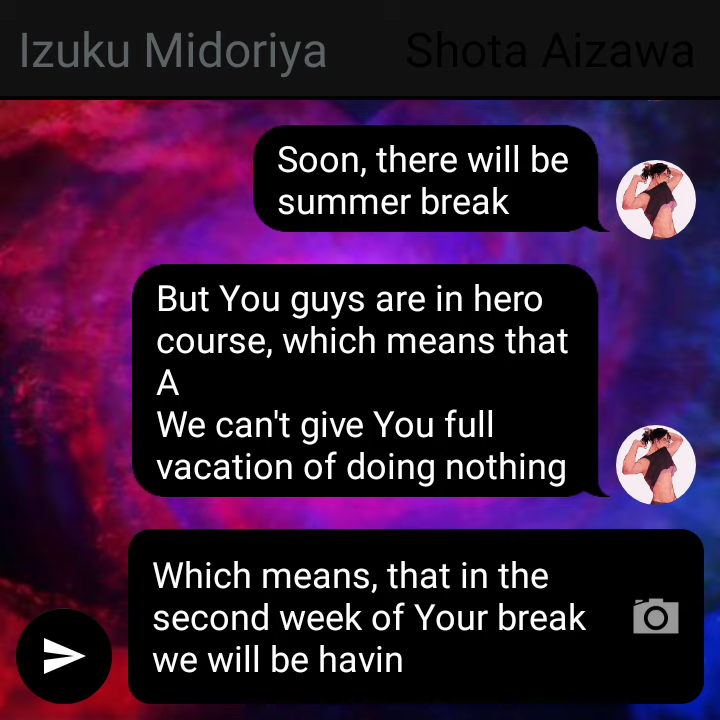 Izuku Midoriya Shota Aizawa
Soon, there will be
summer break
But You guys are in hero
course, which means that
A
We can't give You full
vacation of doing nothing
Which means, that in the
second week of Your break
we will be havin